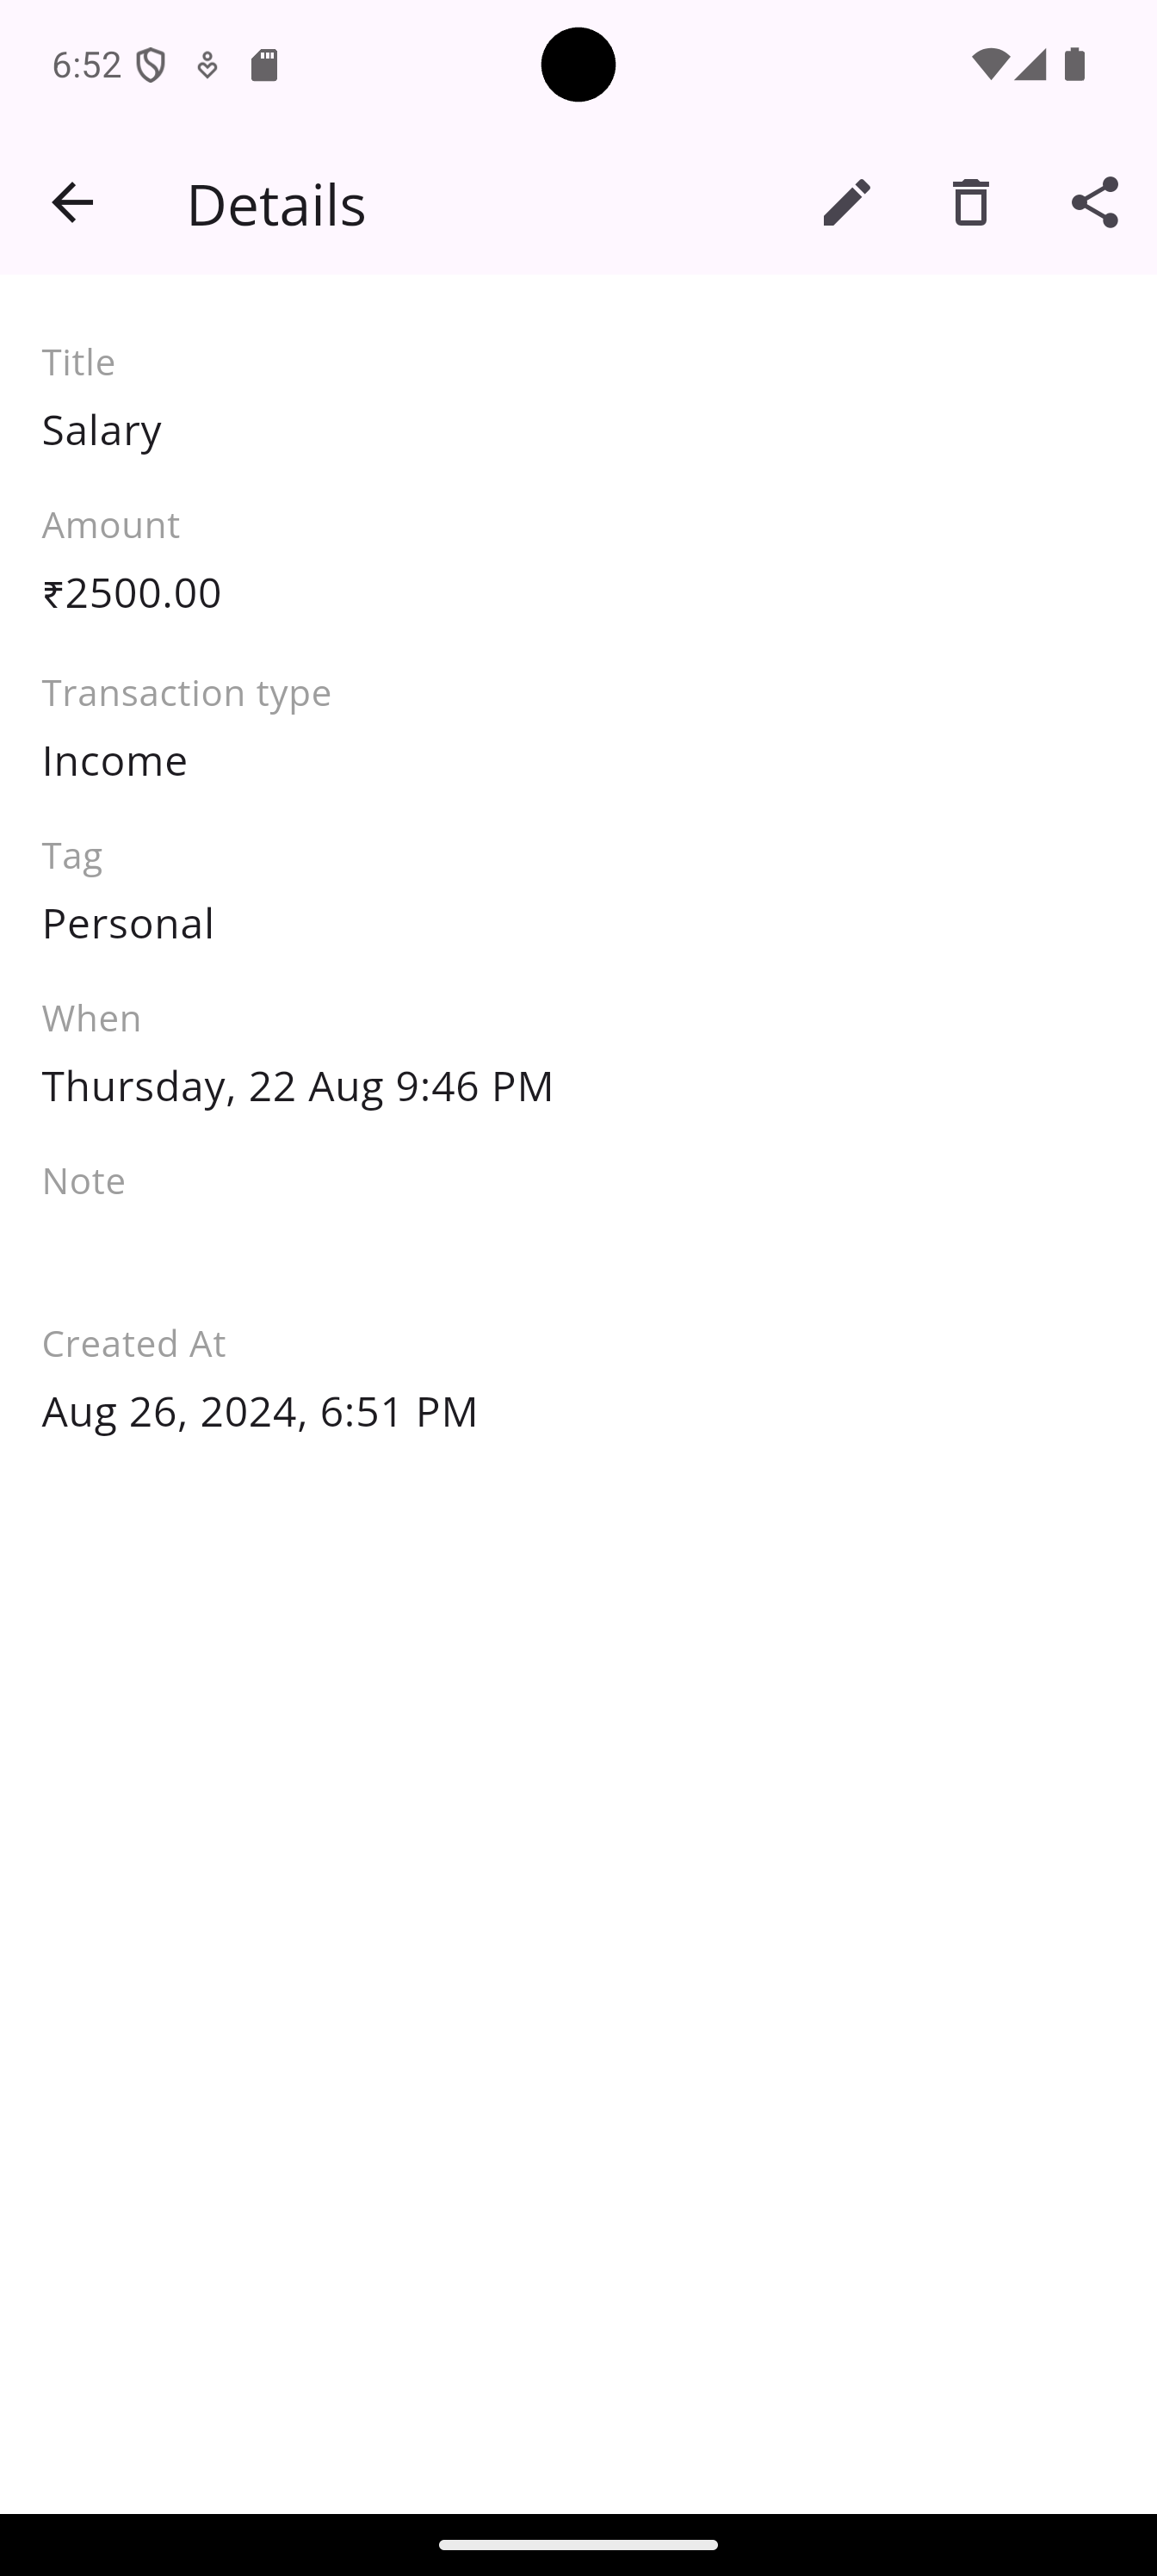 6:52
Details
Title
Salary
Amount
₹2500.00
Transaction type
Income
Tag
Personal
When
Thursday, 22 Aug 9:46 PM
Note
Created At
Aug 26, 2024, 6:51 PM